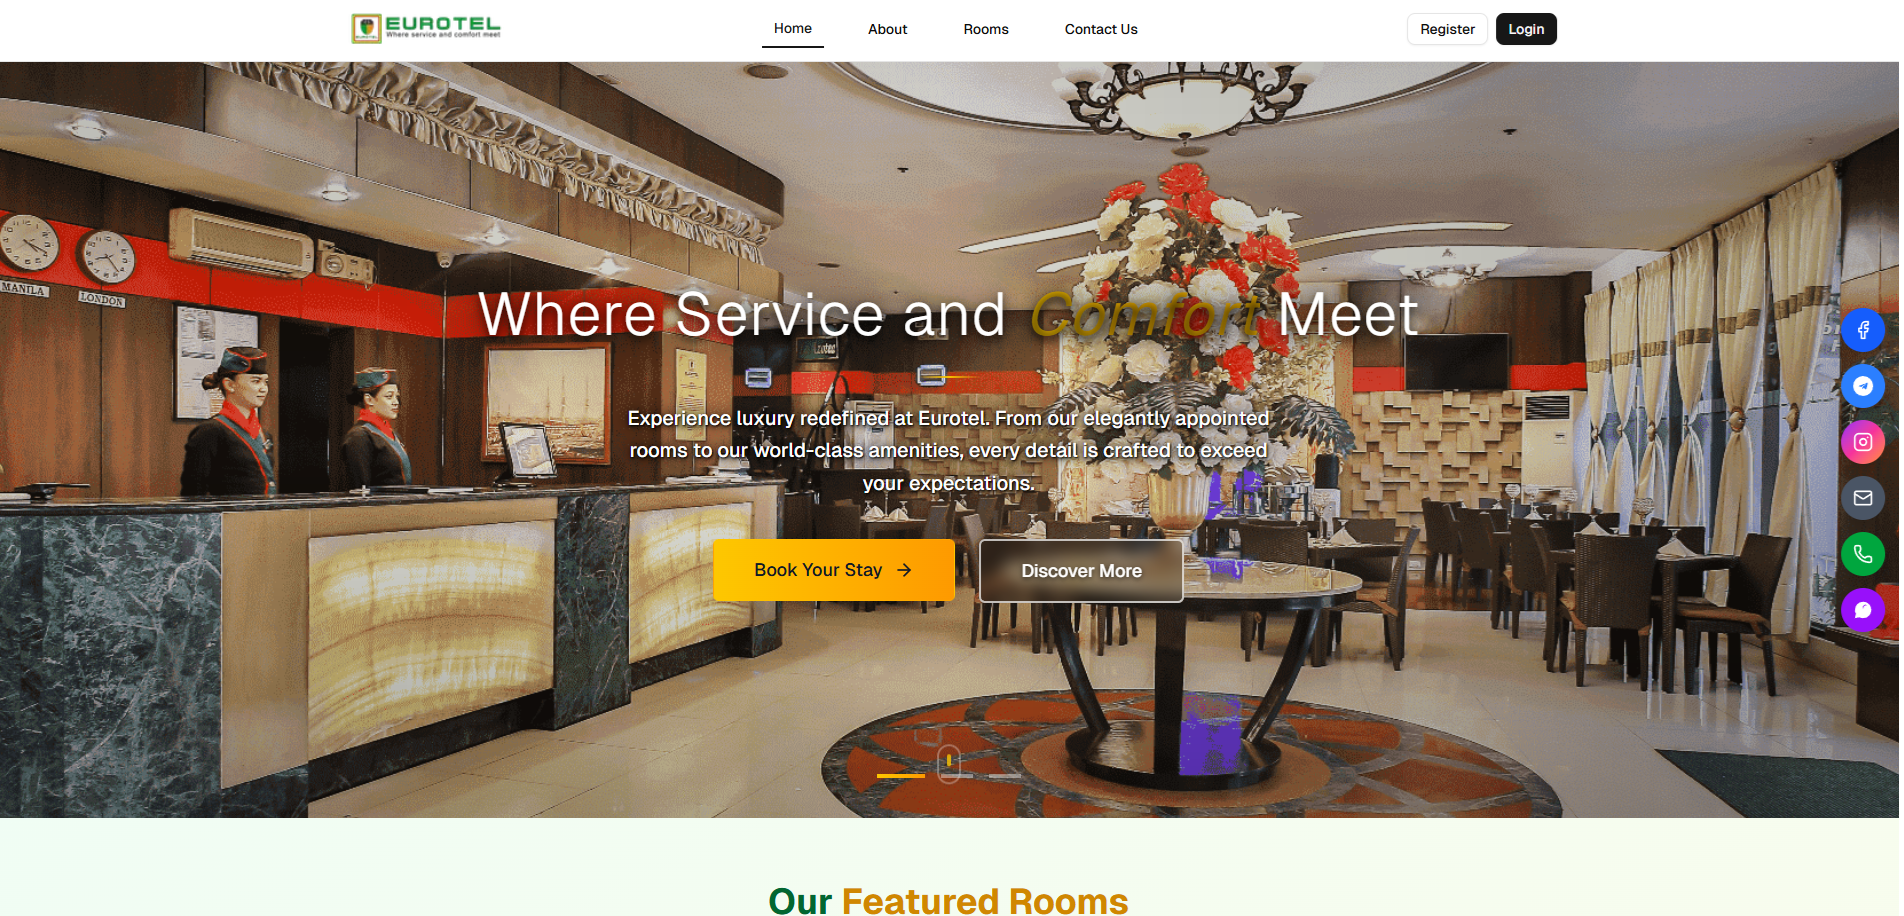 EUROTEL
Where service and comfort meet
Home
About
Rooms
Contact Us
Register
Login
MANILA
LONDON
Where Service and Comfort Meet
Experience luxury redefined at Eurotel. From our elegantly appointed
rooms to our world-class amenities, every detail is crafted to exceed
your expectations.
Book Your Stay
Discover More
Our Featured Rooms